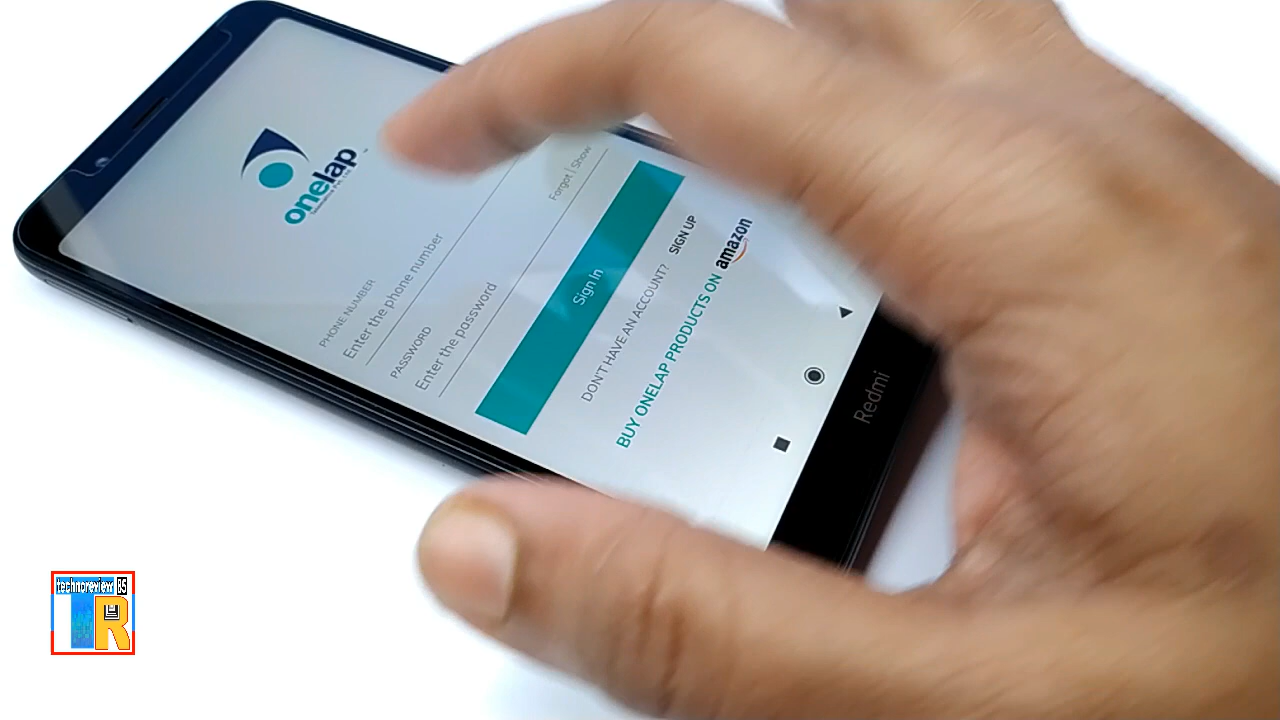 onelap
PHONE NUMBER
Enter the phone number
PASSWORD
Enter the password
Forgot | Show
Sign In
DON'T HAVE AN ACCOUNT? SIGN UP
BUY ONELAP PRODUCTS ON amazon
Redmi
technoreview 85
TR